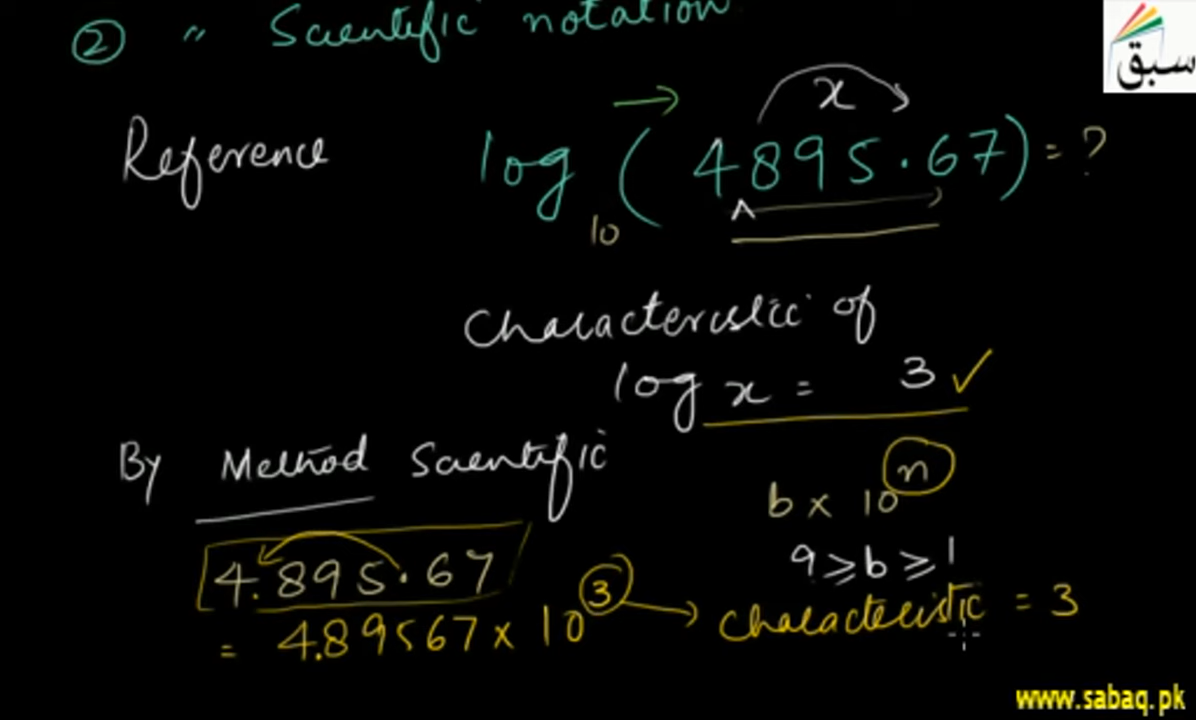 ② " Scientific notation
سبق
x
Reference log₁₀ ( 4895.67) = ?
Characteristic of
log x = 3 ✓
By Method Scientific
b × 10ⁿ
4.895.67
9 ⩾ b ⩾ 1
= 4.89567 × 10³ → characteristic = 3
www.sabaq.pk